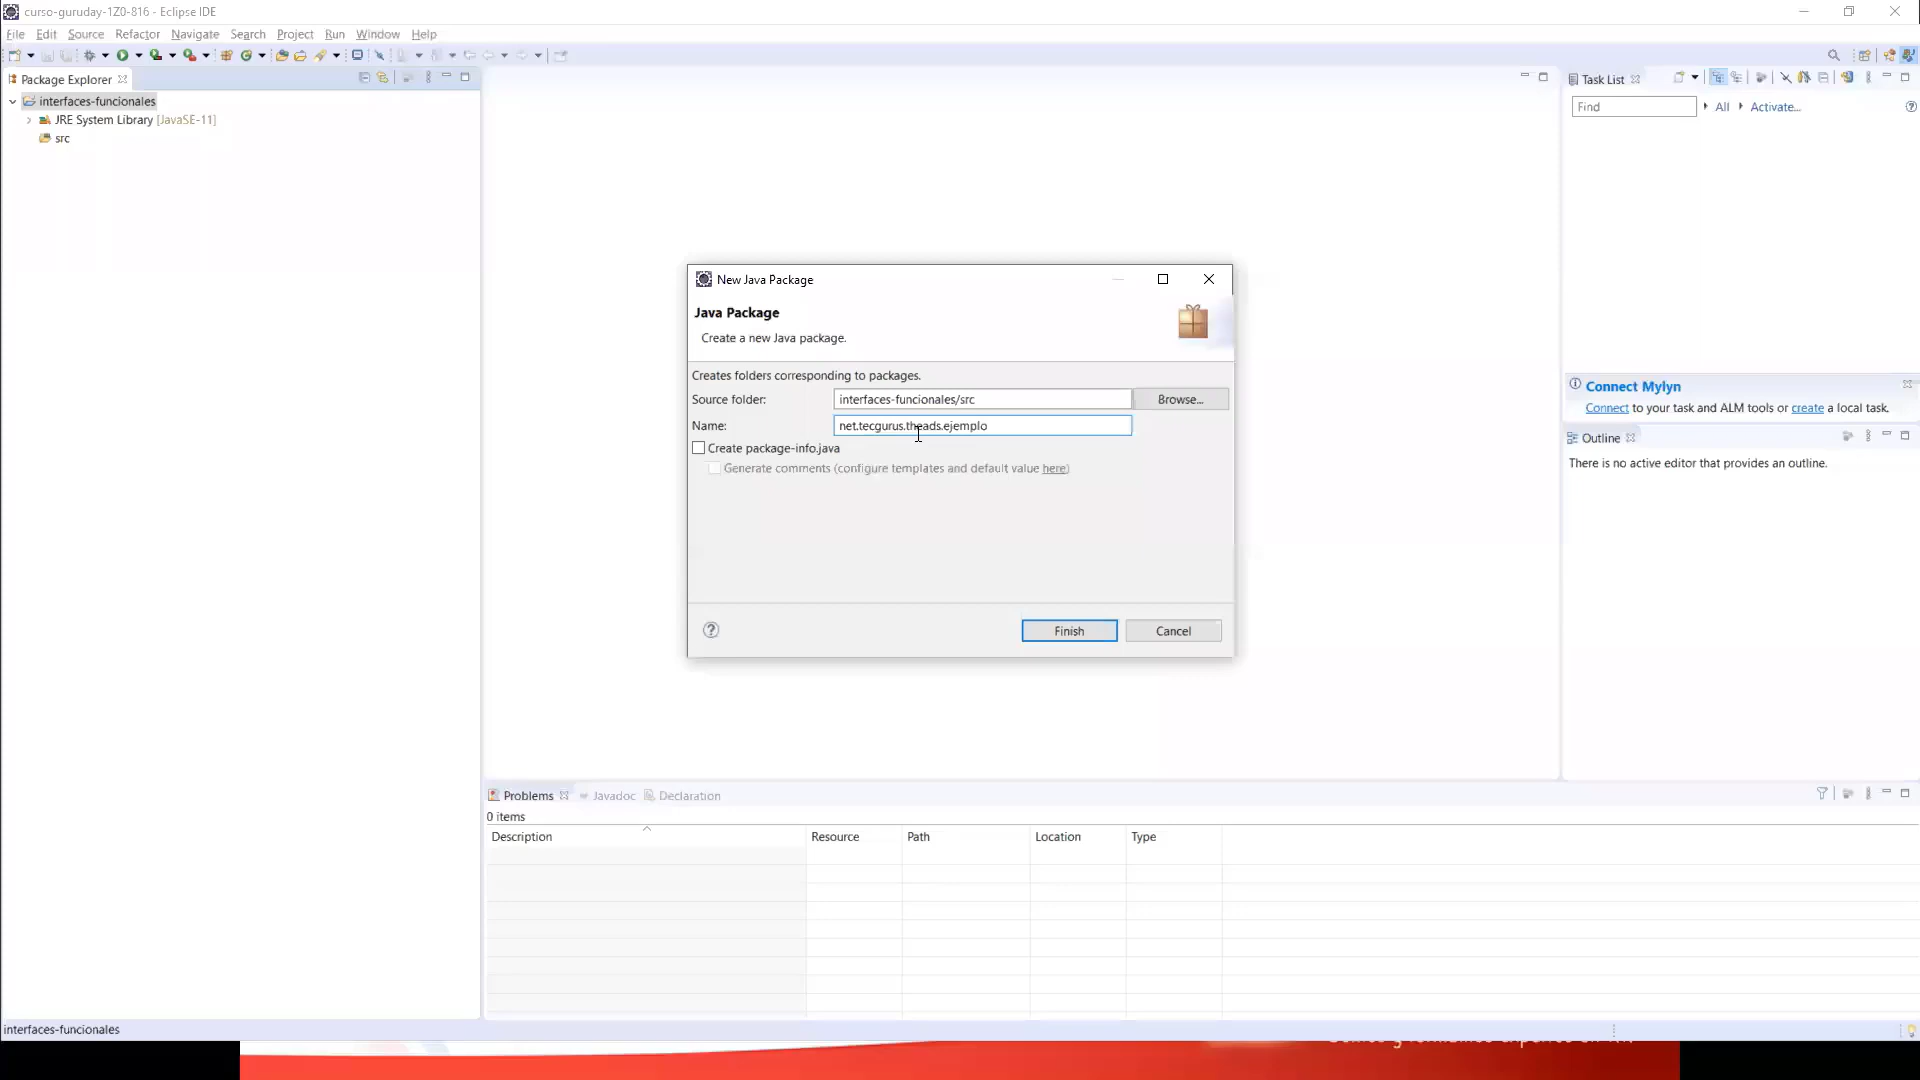 curso-guruday-1Z0-816 - Eclipse IDE
File Edit Source Refactor Navigate Search Project Run Window Help
Package Explorer
interfaces-funcionales
JRE System Library [JavaSE-11]
src
Task List
Find
All
Activate...
Connect Mylyn
Connect to your task and ALM tools or create a local task.
Outline
There is no active editor that provides an outline.
New Java Package
Java Package
Create a new Java package.
Creates folders corresponding to packages.
Source folder: interfaces-funcionales/src Browse...
Name: net.tecgurus.theads.ejemplo
Create package-info.java
Generate comments (configure templates and default value here)
Finish Cancel
Problems Javadoc Declaration
0 items
Description Resource Path Location Type
interfaces-funcionales